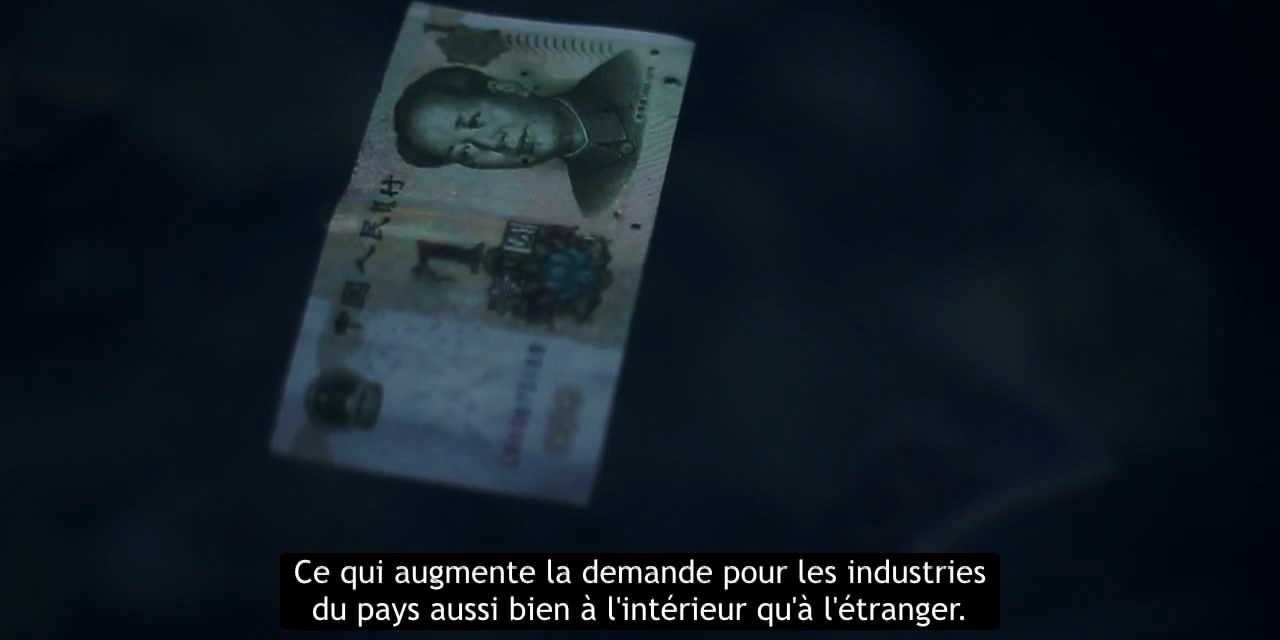 中国人民银行
1
Ce qui augmente la demande pour les industries
du pays aussi bien à l'intérieur qu'à l'étranger.